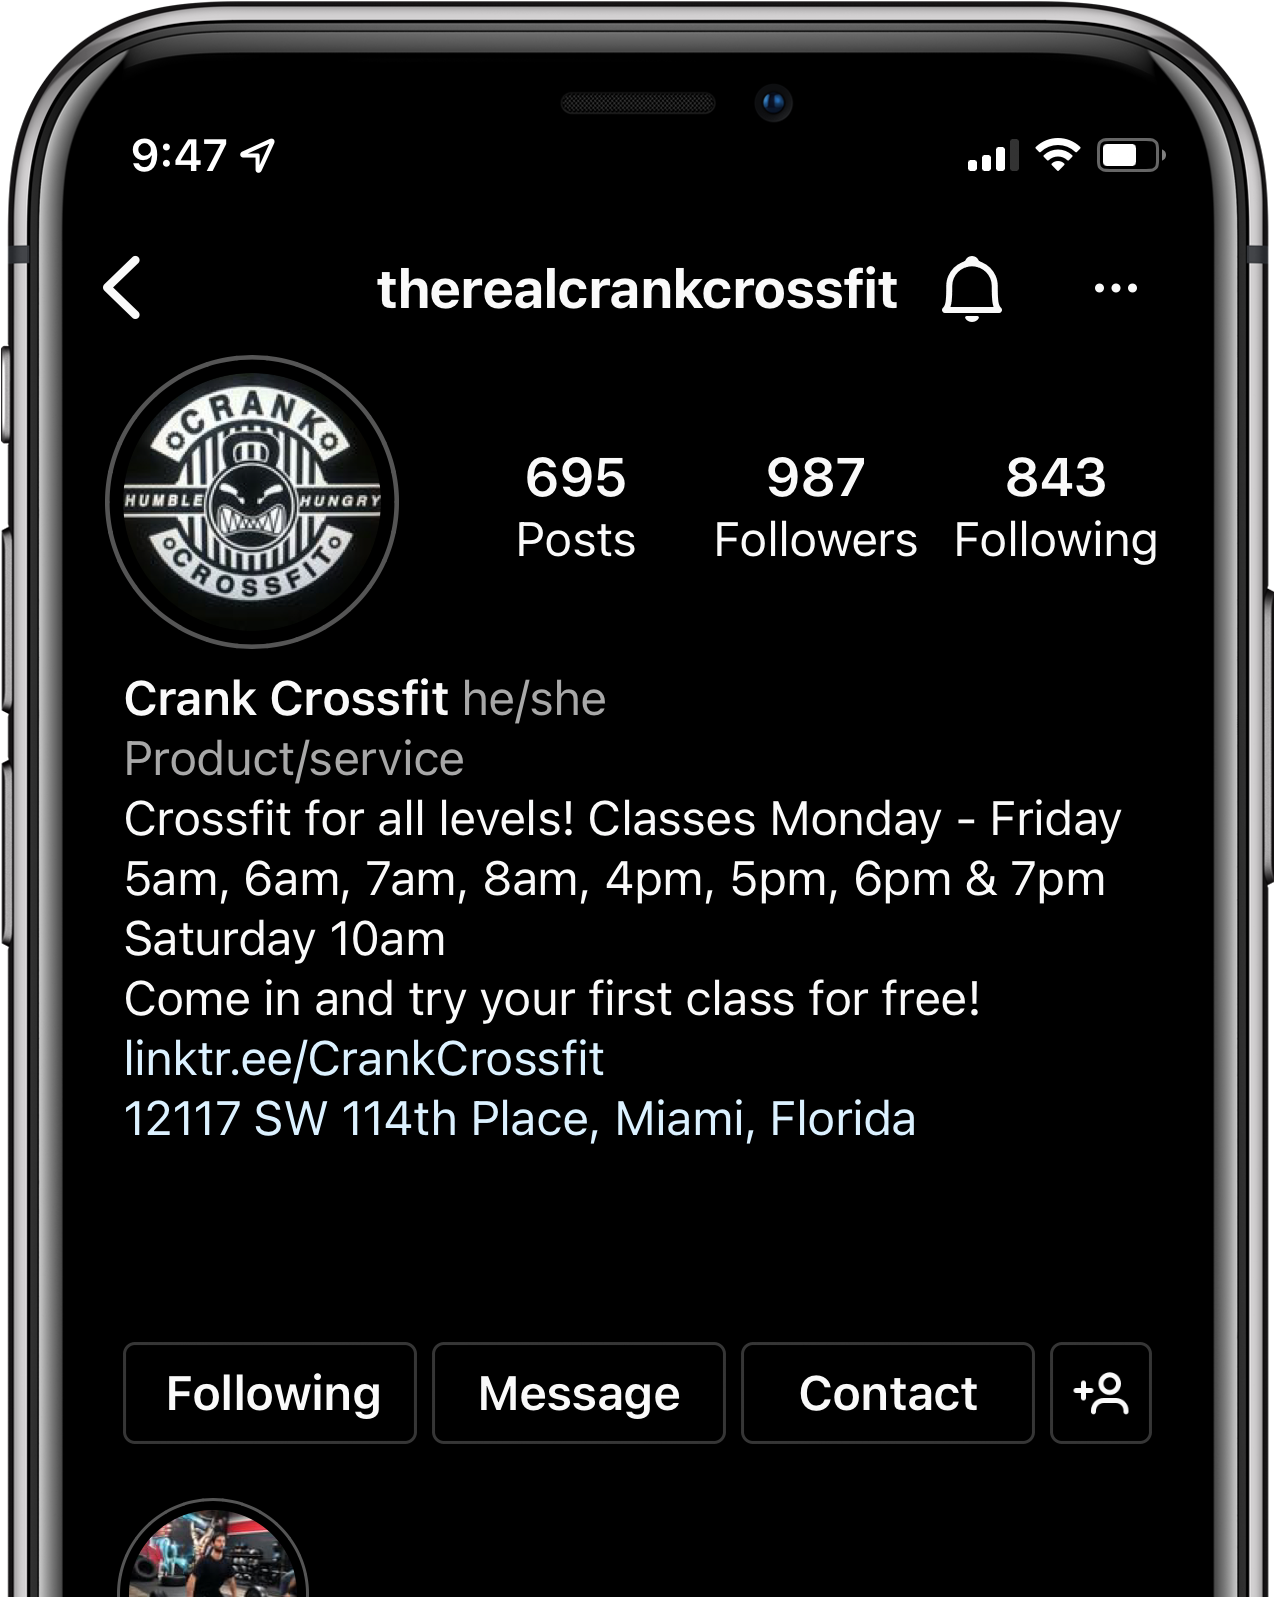 9:47
therealcrankcrossfit
CRANK
HUMBLE HUNGRY
CROSSFIT
695 987 843
Posts Followers Following
Crank Crossfit he/she
Product/service
Crossfit for all levels! Classes Monday - Friday
5am, 6am, 7am, 8am, 4pm, 5pm, 6pm & 7pm
Saturday 10am
Come in and try your first class for free!
linktr.ee/CrankCrossfit
12117 SW 114th Place, Miami, Florida
Following Message Contact